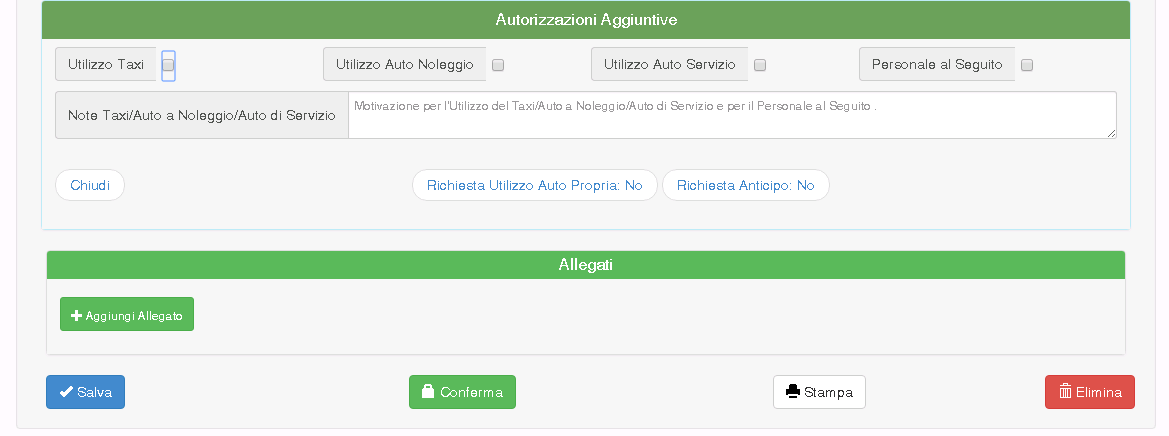 Autorizzazioni Aggiuntive
Utilizzo Taxi Utilizzo Auto Noleggio Utilizzo Auto Servizio Personale al Seguito
Note Taxi/Auto a Noleggio/Auto di Servizio Motivazione per l'Utilizzo del Taxi/Auto a Noleggio/Auto di Servizio e per il Personale al Seguito .
Chiudi Richiesta Utilizzo Auto Propria: No Richiesta Anticipo: No
Allegati
Aggiungi Allegato
Salva Conferma Stampa Elimina